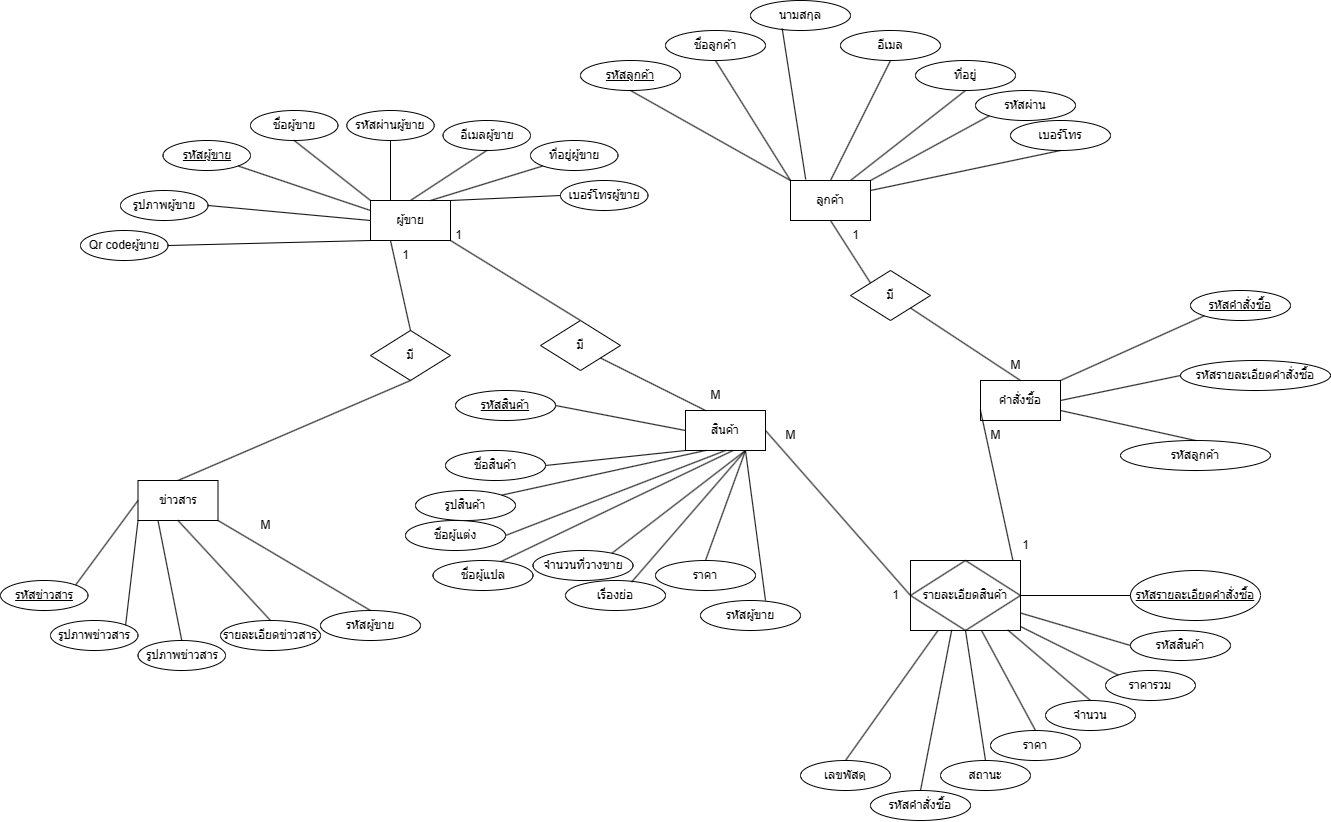 นามสกุล
ชื่อลูกค้า
อีเมล
รหัสลูกค้า
ที่อยู่
รหัสผ่าน
เบอร์โทร
ลูกค้า
ชื่อผู้ขาย
รหัสผ่านผู้ขาย
อีเมลผู้ขาย
รหัสผู้ขาย
ที่อยู่ผู้ขาย
เบอร์โทรผู้ขาย
รูปภาพผู้ขาย
Qr codeผู้ขาย
ผู้ขาย
1
1
1
มี
มี
มี
รหัสคำสั่งซื้อ
รหัสรายละเอียดคำสั่งซื้อ
รหัสลูกค้า
M
คำสั่งซื้อ
M
M
สินค้า
M
รหัสสินค้า
ชื่อสินค้า
รูปสินค้า
ชื่อผู้แต่ง
ชื่อผู้แปล
จำนวนที่วางขาย
เรื่องย่อ
ราคา
รหัสผู้ขาย
ข่าวสาร
M
รหัสข่าวสาร
รูปภาพข่าวสาร
รูปภาพข่าวสาร
รายละเอียดข่าวสาร
รหัสผู้ขาย
1
1
รายละเอียดสินค้า
รหัสรายละเอียดคำสั่งซื้อ
รหัสสินค้า
ราคารวม
จำนวน
ราคา
สถานะ
รหัสคำสั่งซื้อ
เลขพัสดุ